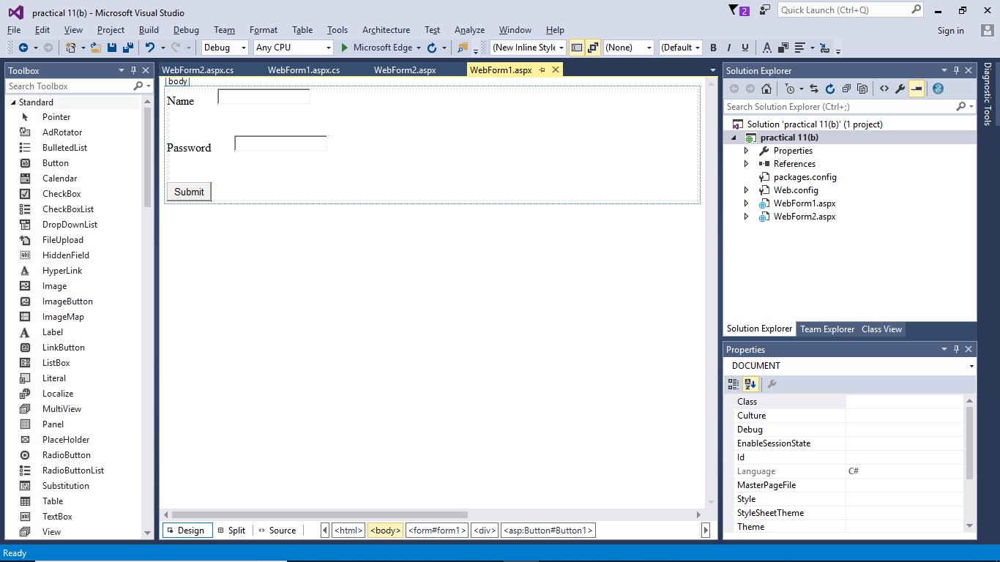 practical 11(b) - Microsoft Visual Studio
2
Quick Launch (Ctrl+Q)
File Edit View Project Build Debug Team Format Table Tools Architecture Test Analyze Window Help
Sign in
Debug Any CPU Microsoft Edge (New Inline Style (None) (Default B I U A
Toolbox
Search Toolbox
Standard
Pointer
AdRotator
BulletedList
Button
Calendar
CheckBox
CheckBoxList
DropDownList
FileUpload
HiddenField
HyperLink
Image
ImageButton
ImageMap
Label
LinkButton
ListBox
Literal
Localize
MultiView
Panel
PlaceHolder
RadioButton
RadioButtonList
Substitution
Table
TextBox
View
WebForm2.aspx.cs WebForm1.aspx.cs WebForm2.aspx WebForm1.aspx
body
Name
Password
Submit
Design Split Source <html> <body> <form#form1> <div> <asp:Button#Button1>
Solution Explorer
Search Solution Explorer (Ctrl+;)
Solution 'practical 11(b)' (1 project)
practical 11(b)
Properties
References
packages.config
Web.config
WebForm1.aspx
WebForm2.aspx
Solution Explorer Team Explorer Class View
Properties
DOCUMENT
Class
Culture
Debug
EnableSessionState
Id
Language C#
MasterPageFile
Style
StyleSheetTheme
Theme
Diagnostic Tools
Ready